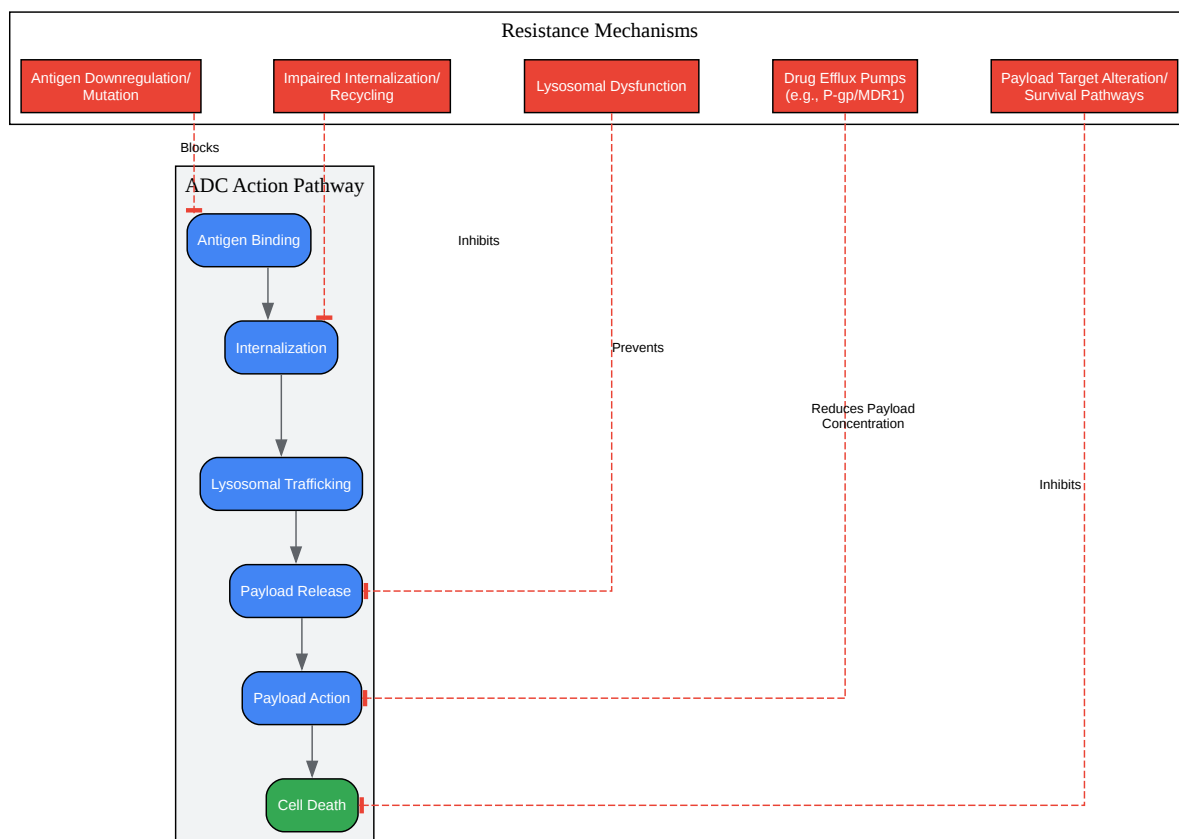 Resistance Mechanisms
Antigen Downregulation/
Mutation
Impaired Internalization/
Recycling
Lysosomal Dysfunction
Drug Efflux Pumps
(e.g., P-gp/MDR1)
Payload Target Alteration/
Survival Pathways
Blocks
ADC Action Pathway
Antigen Binding
Inhibits
Internalization
Prevents
Reduces Payload
Concentration
Lysosomal Trafficking
Inhibits
Payload Release
Payload Action
Cell Death